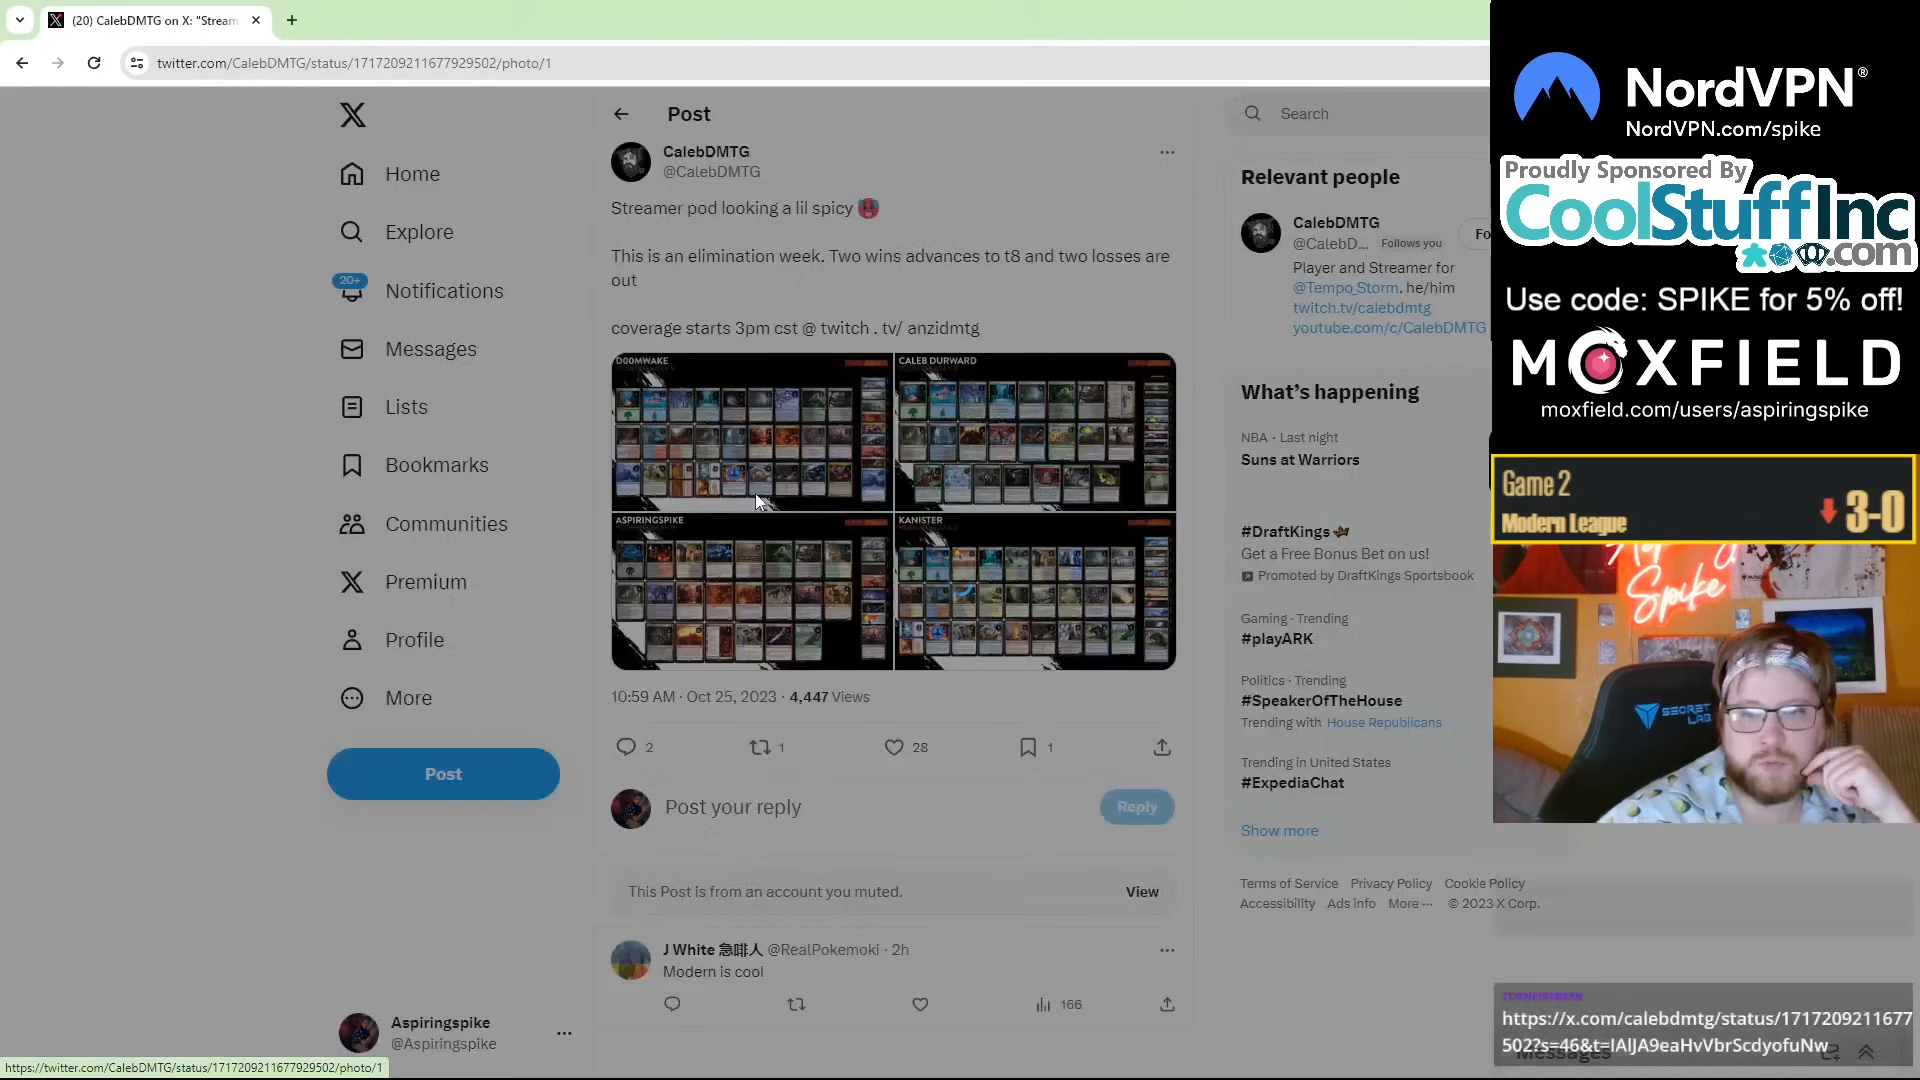 (20) CalebDMTG on X: "Stream
twitter.com/CalebDMTG/status/1717209211677929502/photo/1
Home
Explore
20+
Notifications
Messages
Lists
Bookmarks
Communities
Premium
Profile
More
Post
Aspiringspike
@Aspiringspike
https://twitter.com/CalebDMTG/status/1717209211677929502/photo/1
Post
CalebDMTG
@CalebDMTG
Streamer pod looking a lil spicy
This is an elimination week. Two wins advances to t8 and two losses are
out
coverage starts 3pm cst @ twitch . tv/ anzidmtg
D00MWAKE
CALEB DURWARD
ASPIRINGSPIKE
KANISTER
10:59 AM · Oct 25, 2023 · 4,447 Views
2
1
28
1
Post your reply
Reply
This Post is from an account you muted.
View
J White 急啡人 @RealPokemoki · 2h
Modern is cool
166
Search
Relevant people
CalebDMTG
@CalebD... Follows you
Fo
Player and Streamer for
@Tempo_Storm. he/him
twitch.tv/calebdmtg
youtube.com/c/CalebDMTG
What's happening
NBA · Last night
Suns at Warriors
#DraftKings
Get a Free Bonus Bet on us!
Promoted by DraftKings Sportsbook
Gaming · Trending
#playARK
Politics · Trending
#SpeakerOfTheHouse
Trending with House Republicans
Trending in United States
#ExpediaChat
Show more
Terms of Service Privacy Policy Cookie Policy
Accessibility Ads info More ··· © 2023 X Corp.
NordVPN®
NordVPN.com/spike
Proudly Sponsored By
CoolStuffInc
.com
Use code: SPIKE for 5% off!
MOXFIELD
moxfield.com/users/aspiringspike
Game 2
Modern League
3-0
Spike
SECRET
LAB
https://x.com/calebdmtg/status/1717209211677
502?s=46&t=IAlJA9eaHvVbrScdyofuNw
Messages